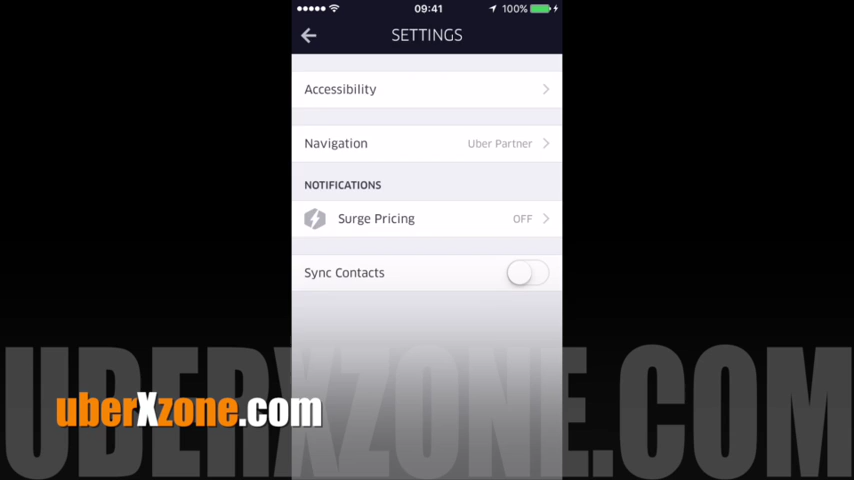 09:41
100%
SETTINGS
Accessibility
Navigation Uber Partner
NOTIFICATIONS
Surge Pricing OFF
Sync Contacts
UBERXZONE.COM
uberXzone.com